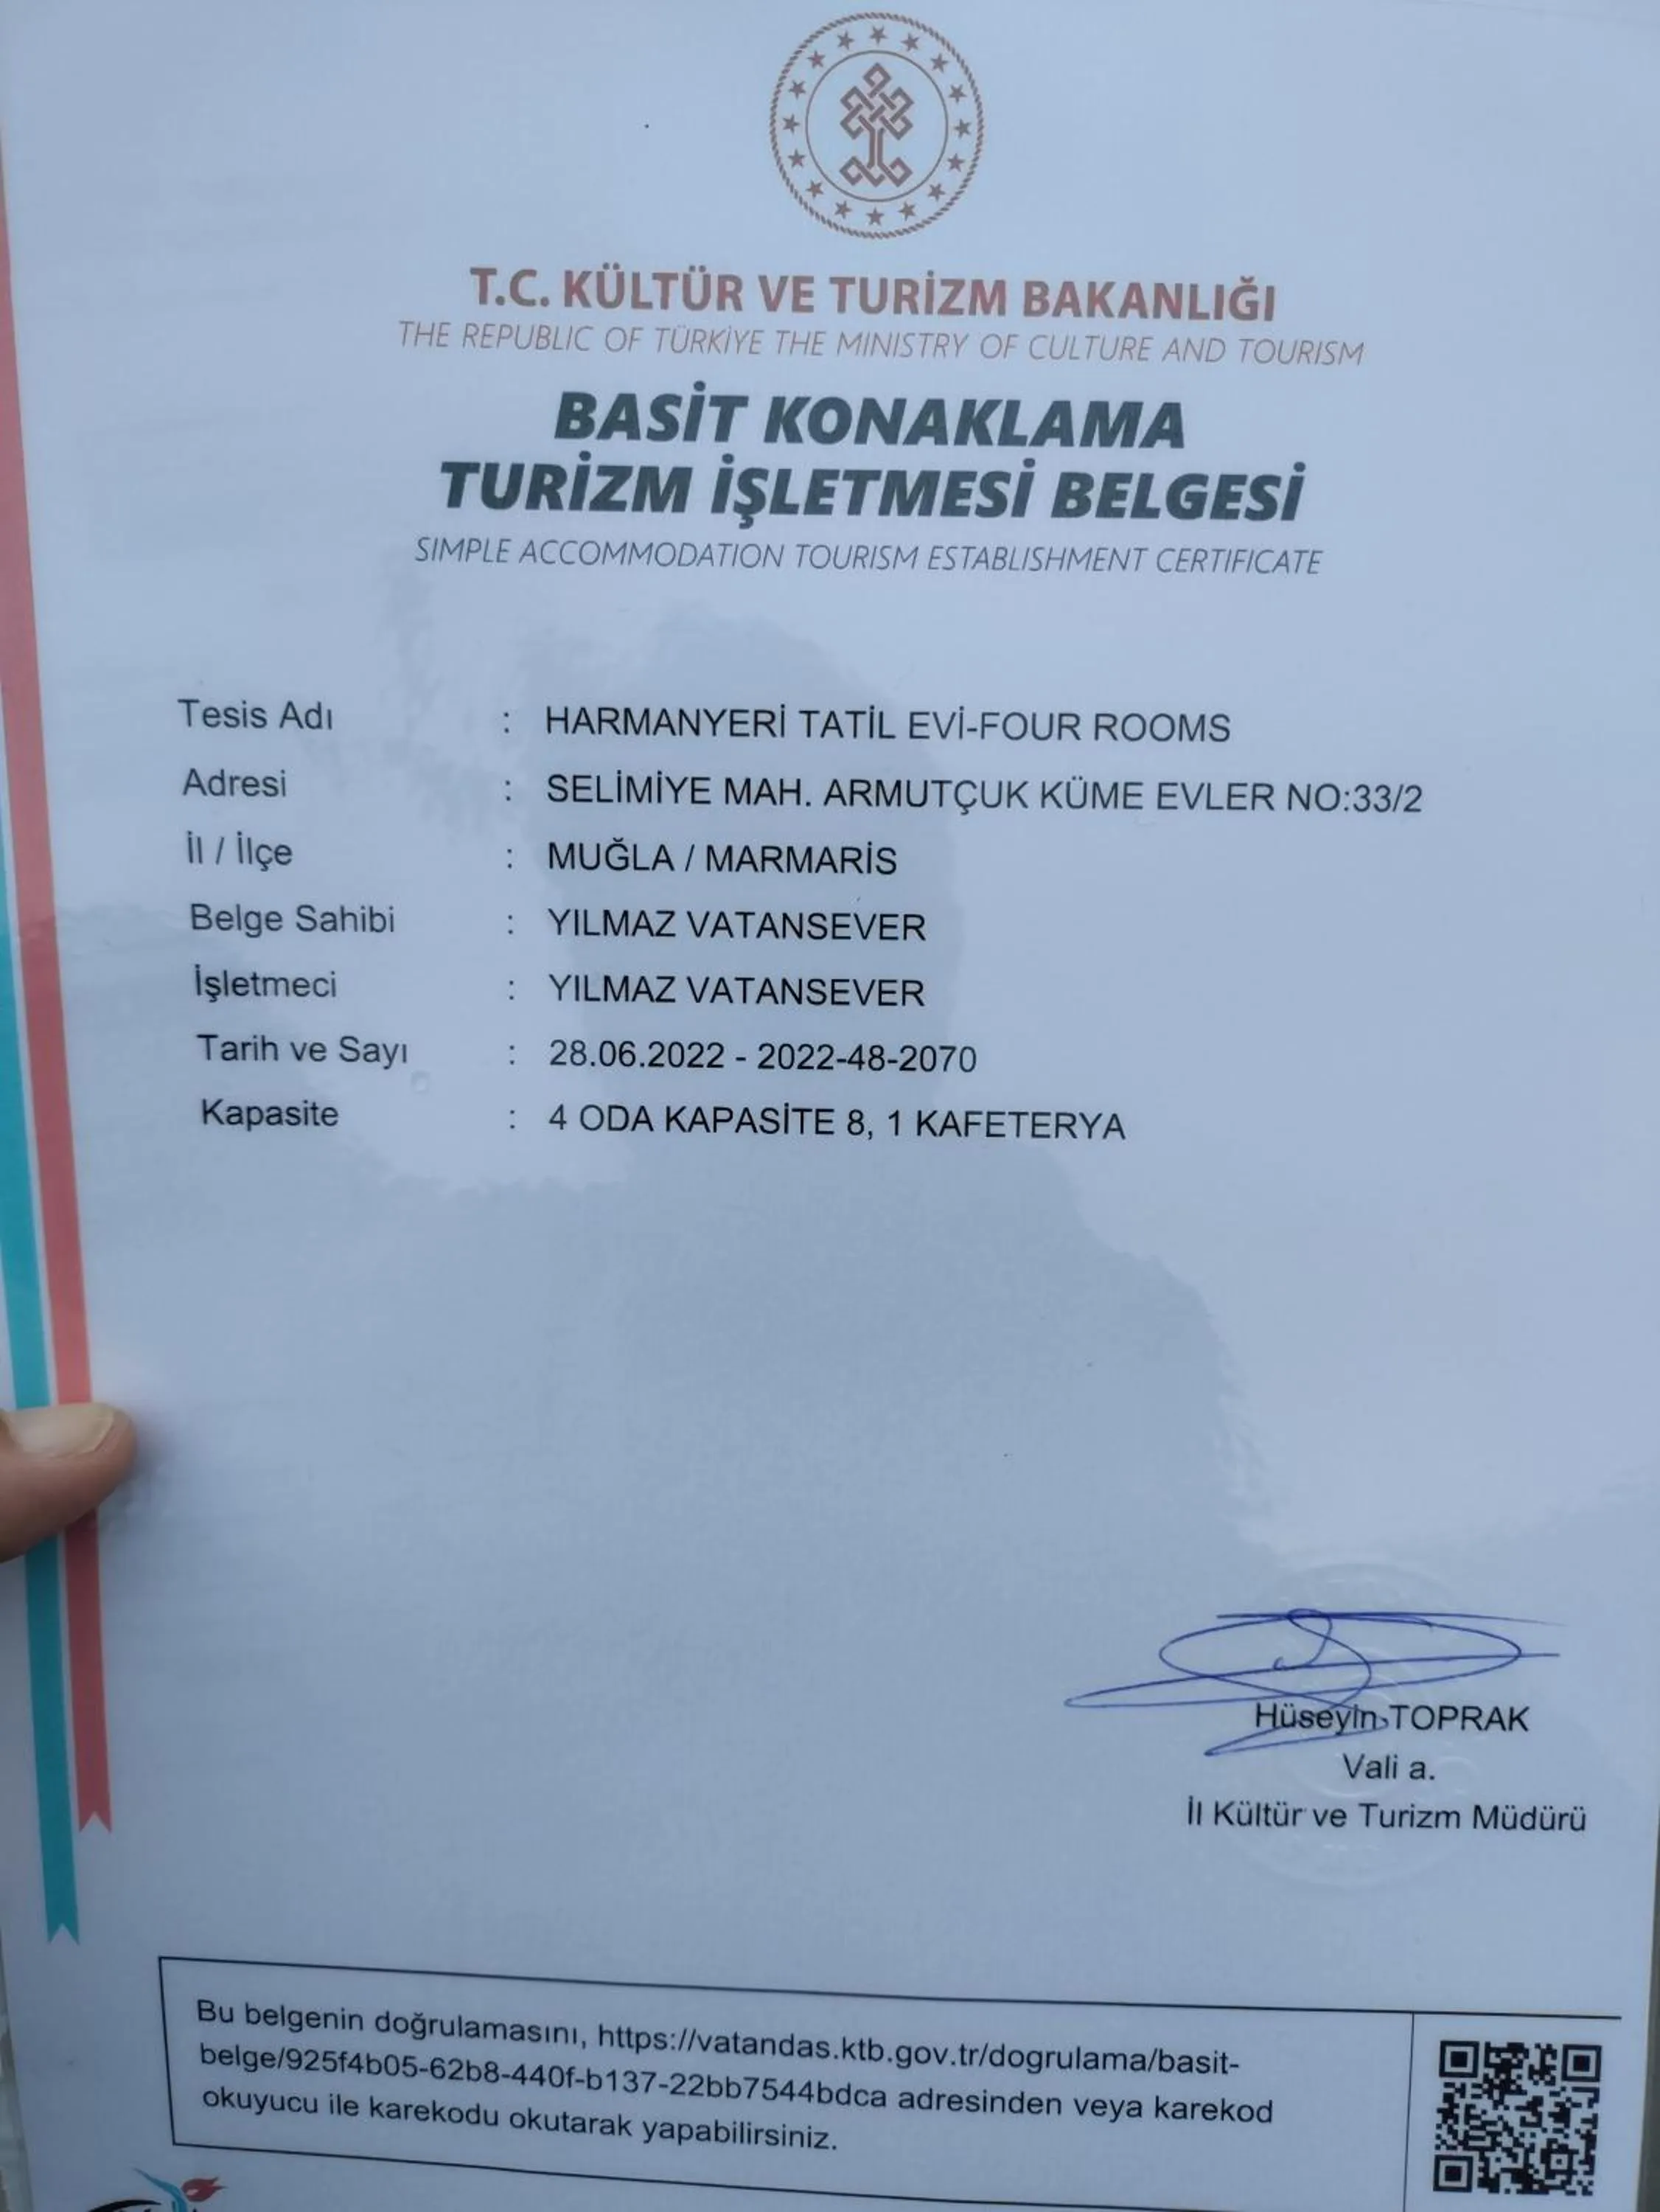 T.C. KÜLTÜR VE TURİZM BAKANLIĞI
THE REPUBLIC OF TÜRKİYE THE MINISTRY OF CULTURE AND TOURISM
BASİT KONAKLAMA
TURİZM İŞLETMESİ BELGESİ
SIMPLE ACCOMMODATION TOURISM ESTABLISHMENT CERTIFICATE
Tesis Adı : HARMANYERİ TATİL EVİ-FOUR ROOMS
Adresi : SELİMİYE MAH. ARMUTÇUK KÜME EVLER NO:33/2
İl / İlçe : MUĞLA / MARMARİS
Belge Sahibi : YILMAZ VATANSEVER
İşletmeci : YILMAZ VATANSEVER
Tarih ve Sayı : 28.06.2022 - 2022-48-2070
Kapasite : 4 ODA KAPASİTE 8, 1 KAFETERYA
Hüseyin TOPRAK
Vali a.
İl Kültür ve Turizm Müdürü
Bu belgenin doğrulamasını, https://vatandas.ktb.gov.tr/dogrulama/basit-
belge/925f4b05-62b8-440f-b137-22bb7544bdca adresinden veya karekod
okuyucu ile karekodu okutarak yapabilirsiniz.